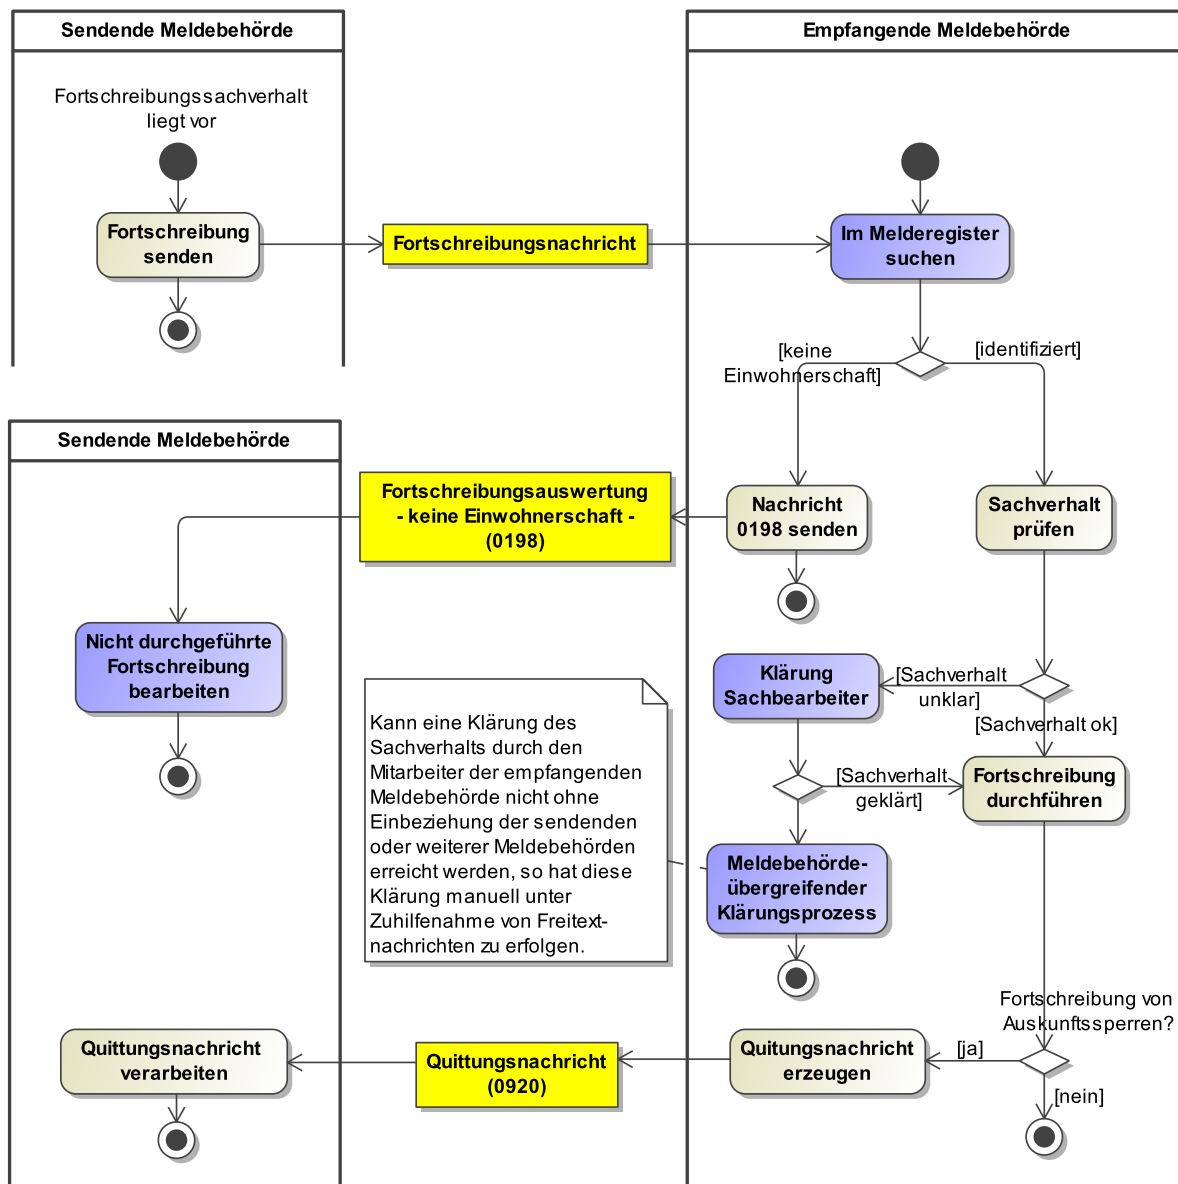 Sendende Meldebehörde
Empfangende Meldebehörde
Fortschreibungssachverhalt
liegt vor
Fortschreibung
senden
Fortschreibungsnachricht
Im Melderegister
suchen
[keine
Einwohnerschaft]
[identifiziert]
Sendende Meldebehörde
Fortschreibungsauswertung
- keine Einwohnerschaft -
(0198)
Nachricht
0198 senden
Sachverhalt
prüfen
Nicht durchgeführte
Fortschreibung
bearbeiten
Klärung
Sachbearbeiter
[Sachverhalt
unklar]
[Sachverhalt ok]
Kann eine Klärung des
Sachverhalts durch den
Mitarbeiter der empfangenden
Meldebehörde nicht ohne
Einbeziehung der sendenden
oder weiterer Meldebehörden
erreicht werden, so hat diese
Klärung manuell unter
Zuhilfenahme von Freitext-
nachrichten zu erfolgen.
[Sachverhalt
geklärt]
Fortschreibung
durchführen
Meldebehörde-
übergreifender
Klärungsprozess
Fortschreibung von
Auskunftssperren?
Quittungsnachricht
verarbeiten
Quittungsnachricht
(0920)
Quitungsnachricht
erzeugen
[ja]
[nein]